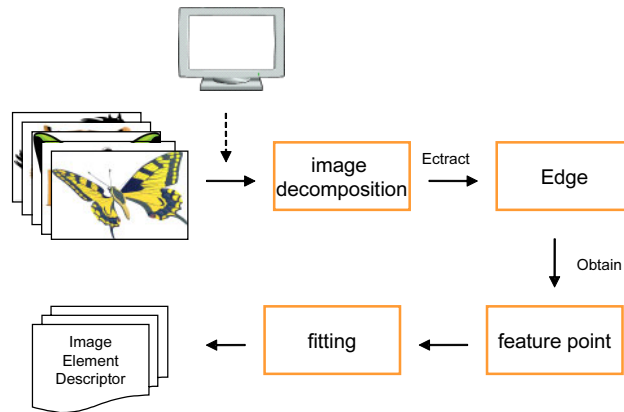 image
decomposition
Ectract
Edge
Obtain
feature point
fitting
Image
Element
Descriptor